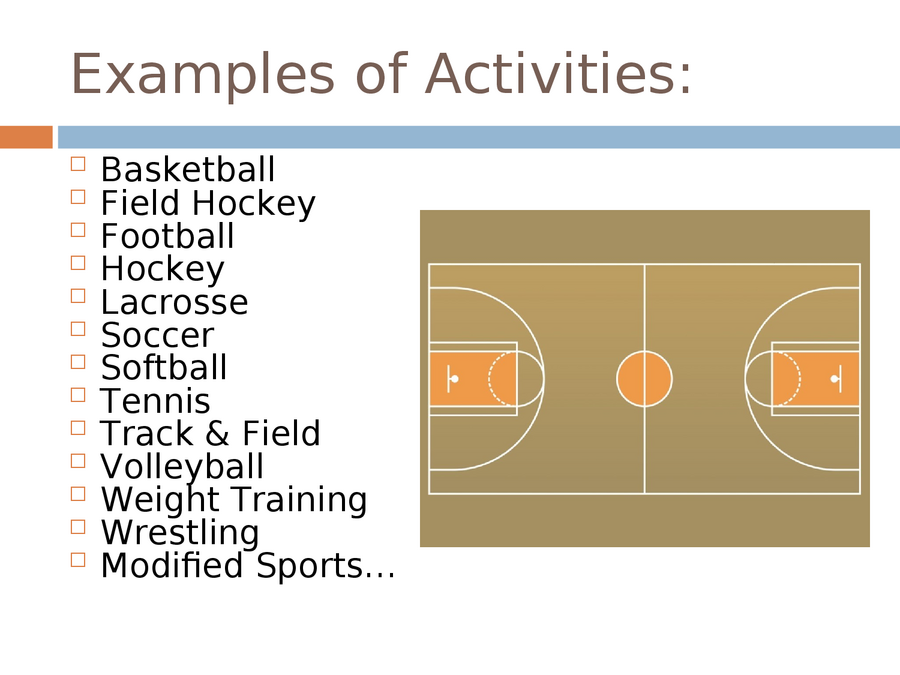 Examples of Activities:
Basketball
Field Hockey
Football
Hockey
Lacrosse
Soccer
Softball
Tennis
Track & Field
Volleyball
Weight Training
Wrestling
Modified Sports…